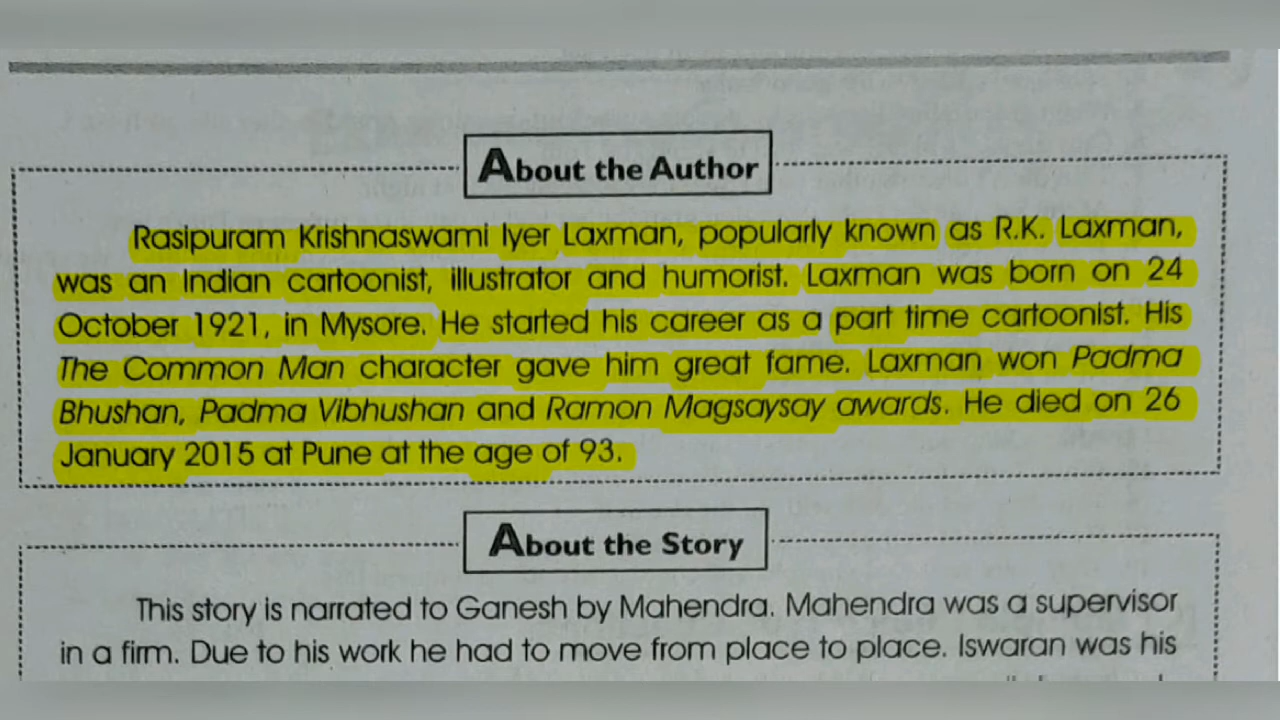 About the Author
Rasipuram Krishnaswami Iyer Laxman, popularly known as R.K. Laxman,
was an Indian cartoonist, illustrator and humorist. Laxman was born on 24
October 1921, in Mysore. He started his career as a part time cartoonist. His
The Common Man character gave him great fame. Laxman won Padma
Bhushan, Padma Vibhushan and Ramon Magsaysay awards. He died on 26
January 2015 at Pune at the age of 93.
About the Story
This story is narrated to Ganesh by Mahendra. Mahendra was a supervisor
in a firm. Due to his work he had to move from place to place. Iswaran was his